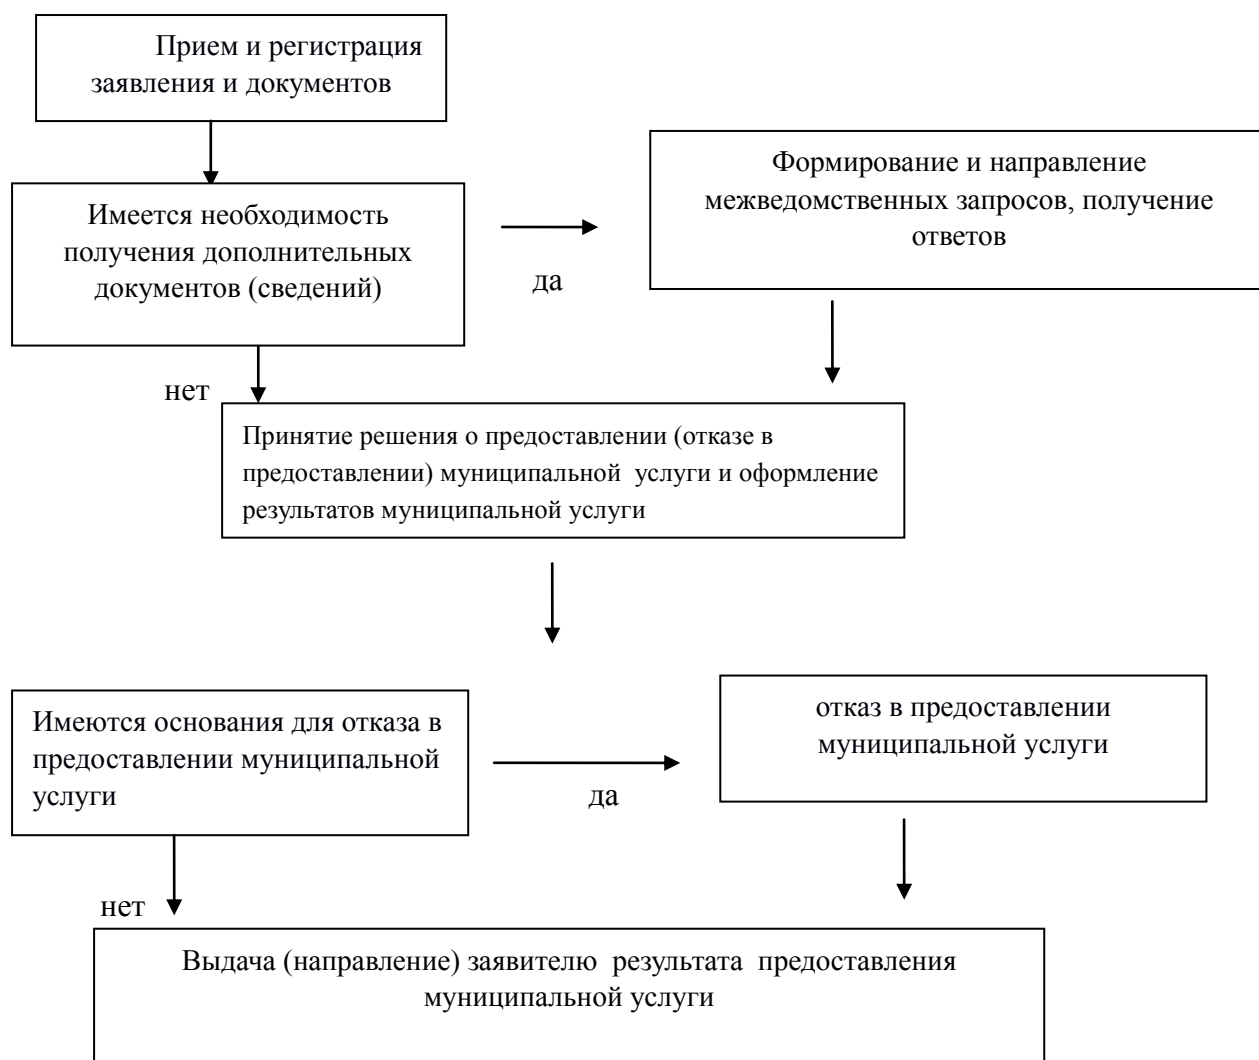 Прием и регистрация
заявления и документов
Формирование и направление
межведомственных запросов, получение
ответов
Имеется необходимость
получения дополнительных
документов (сведений)
да
нет
Принятие решения о предоставлении (отказе в
предоставлении) муниципальной услуги и оформление
результатов муниципальной услуги
Имеются основания для отказа в
предоставлении муниципальной
услуги
да
отказ в предоставлении
муниципальной услуги
нет
Выдача (направление) заявителю результата предоставления
муниципальной услуги